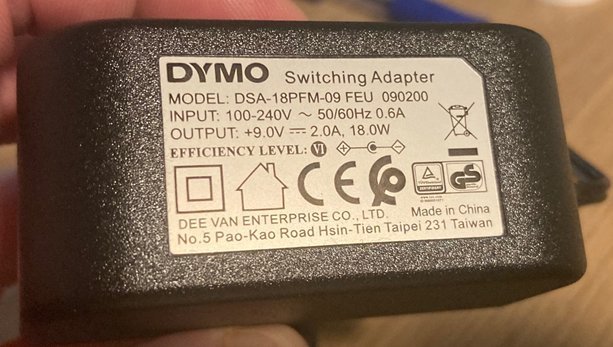 DYMO Switching Adapter
MODEL: DSA-18PFM-09 FEU 090200
INPUT: 100-240V ~ 50/60Hz 0.6A
OUTPUT: +9.0V ⎓ 2.0A, 18.0W
EFFICIENCY LEVEL: VI
CE
GS
DEE VAN ENTERPRISE CO., LTD. Made in China
No.5 Pao-Kao Road Hsin-Tien Taipei 231 Taiwan